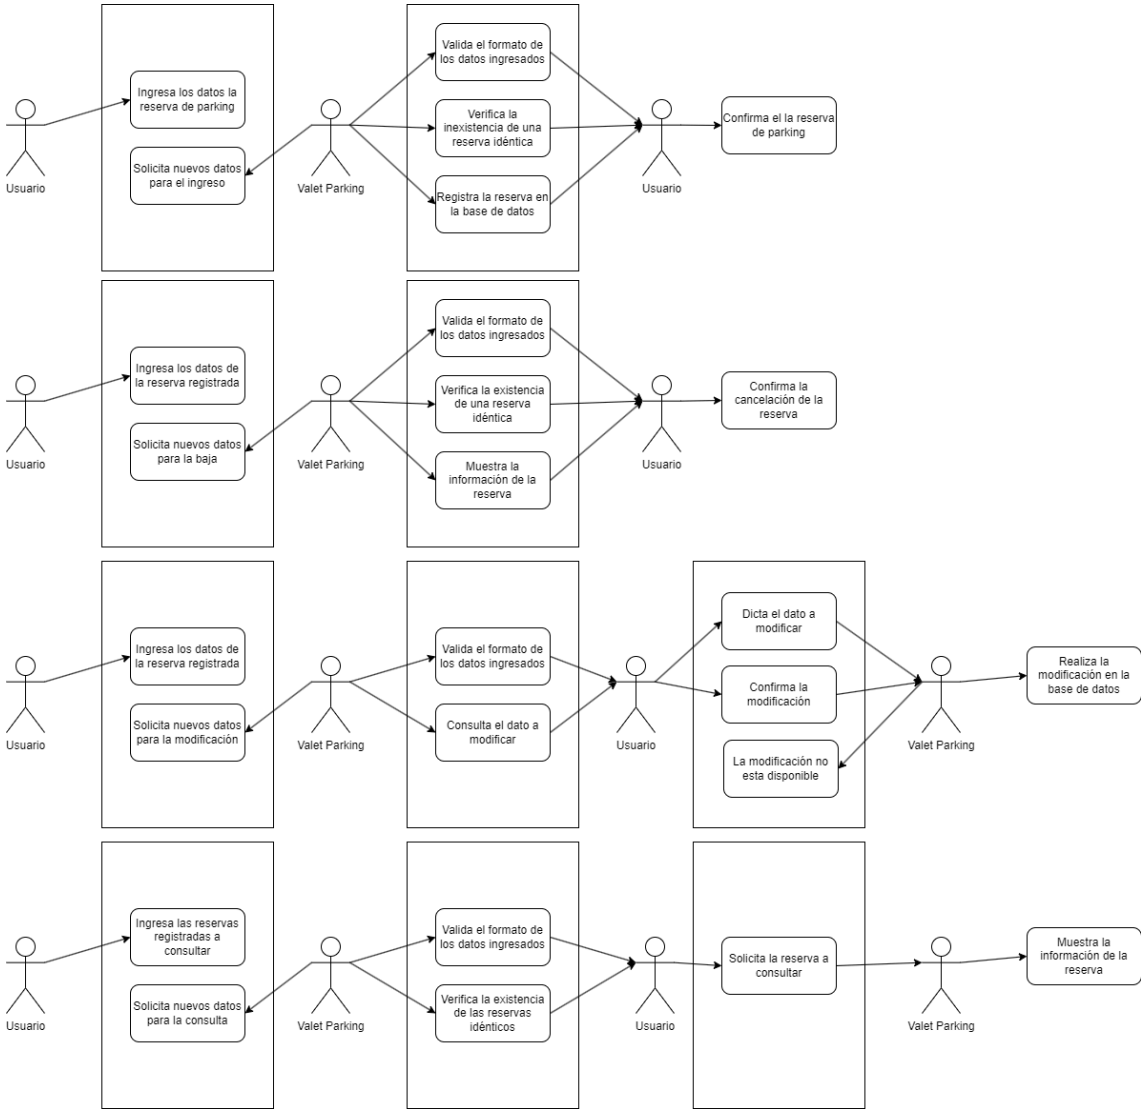 Ingresa los datos la
reserva de parking
Solicita nuevos datos
para el ingreso
Usuario
Valet Parking
Valida el formato de
los datos ingresados
Verifica la
inexistencia de una
reserva idéntica
Registra la reserva en
la base de datos
Usuario
Confirma el la reserva
de parking
Ingresa los datos de
la reserva registrada
Solicita nuevos datos
para la baja
Usuario
Valet Parking
Valida el formato de
los datos ingresados
Verifica la existencia
de una reserva
idéntica
Muestra la
información de la
reserva
Usuario
Confirma la
cancelación de la
reserva
Ingresa los datos de
la reserva registrada
Solicita nuevos datos
para la modificación
Usuario
Valet Parking
Valida el formato de
los datos ingresados
Consulta el dato a
modificar
Usuario
Dicta el dato a
modificar
Confirma la
modificación
La modificación no
esta disponible
Valet Parking
Realiza la
modificación en la
base de datos
Ingresa las reservas
registradas a
consultar
Solicita nuevos datos
para la consulta
Usuario
Valet Parking
Valida el formato de
los datos ingresados
Verifica la existencia
de las reservas
idénticos
Usuario
Solicita la reserva a
consultar
Valet Parking
Muestra la
información de la
reserva